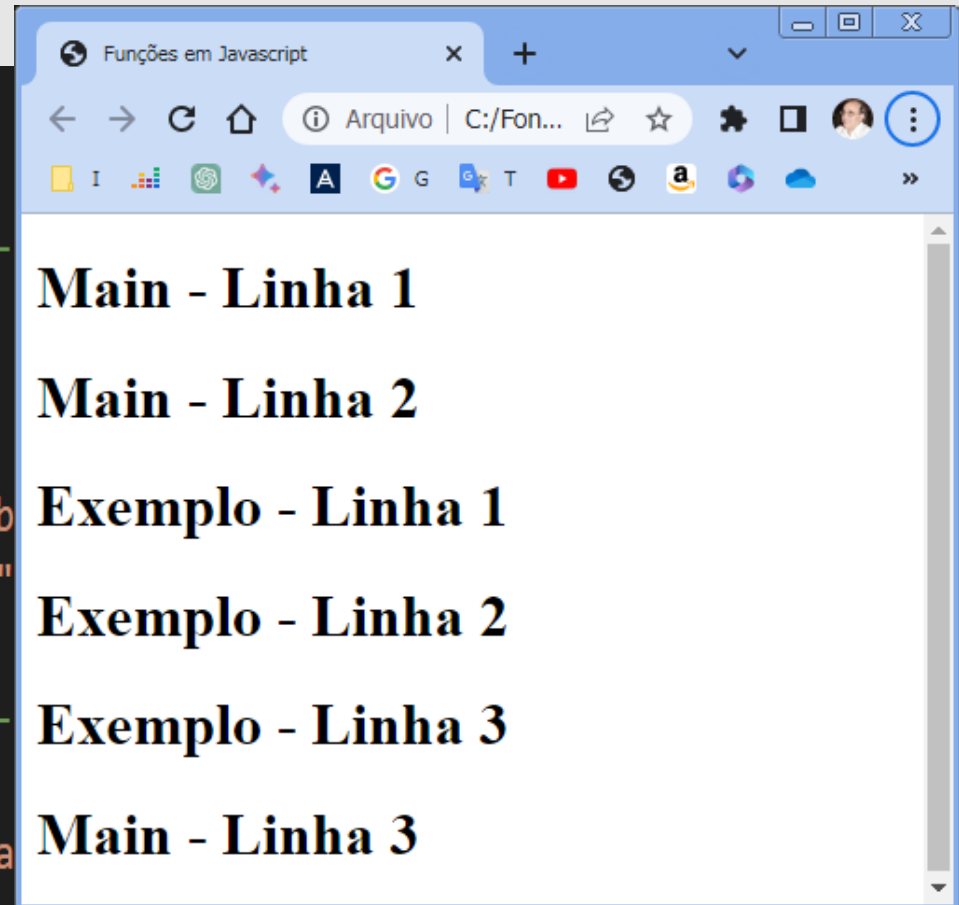 Funções em Javascript
Arquivo | C:/Fon...
I A G G T a »
Main - Linha 1
Main - Linha 2
Exemplo - Linha 1
b
"
Exemplo - Linha 2
Exemplo - Linha 3
Main - Linha 3
a